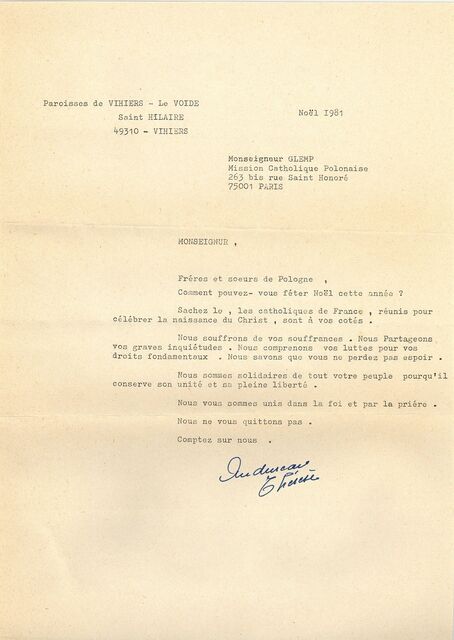 Paroisses de VIHIERS - Le VOIDE
Saint HILAIRE
49310 - VIHIERS
Noël 1981
Monseigneur GLEMP
Mission Catholique Polonaise
263 bis rue Saint Honoré
75001 PARIS
MONSEIGNUR ,
Fréres et soeurs de Pologne ,
Comment pouvez- vous féter Noël cette année ?
Sachez le , les catholiques de France , réunis pour
célébrer la naissance du Christ , sont á vos cotés .
Nous souffrons de vos souffrances . Nous Partageons
vos graves inquiétudes . Nous comprenons vos luttes pour vos
droits fondamentaux . Nous savons que vous ne perdez pas espoir .
Nous sommes solidaires de tout votre peuple pourqu'il
conserve son unité et sa pleine liberté .
Nous vous sommes unis dans la foi et par la priére .
Nous ne vous quittons pas .
Comptez sur nous .
Thérèse